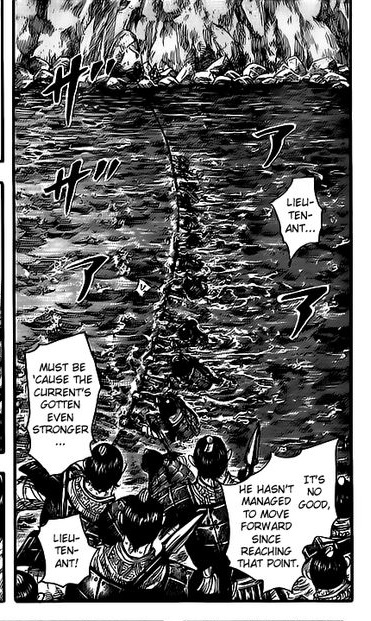 ザ
ア
LIEU-
TEN-
ANT...
ザ
ア
ア
IT'S
NO
GOOD,
HE HASN'T
MANAGED
TO MOVE
FORWARD
SINCE
REACHING
THAT POINT.
MUST BE
'CAUSE THE
CURRENT'S
GOTTEN
EVEN
STRONGER
...
LIEU-
TEN-
ANT!